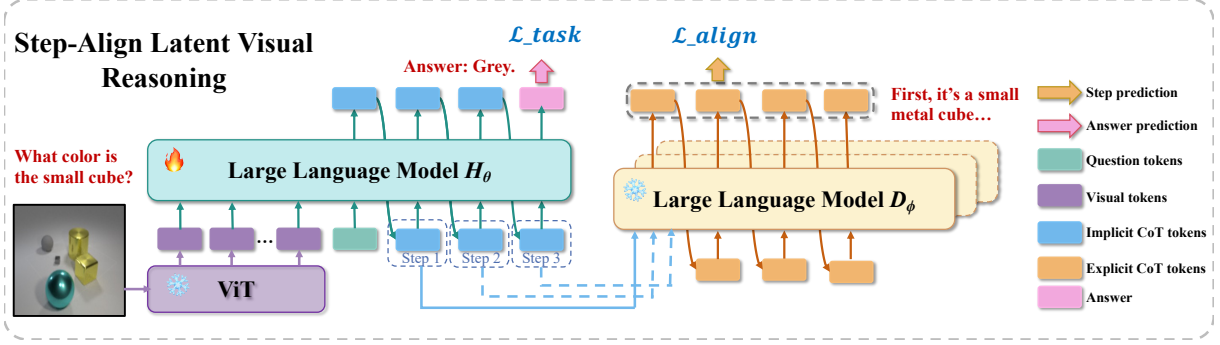 Step-Align Latent Visual
Reasoning
ℒ_task
Answer: Grey.
ℒ_align
First, it's a small
metal cube…
What color is
the small cube?
Large Language Model H_θ
Large Language Model D_ϕ
...
Step 1
Step 2
Step 3
ViT
Step prediction
Answer prediction
Question tokens
Visual tokens
Implicit CoT tokens
Explicit CoT tokens
Answer